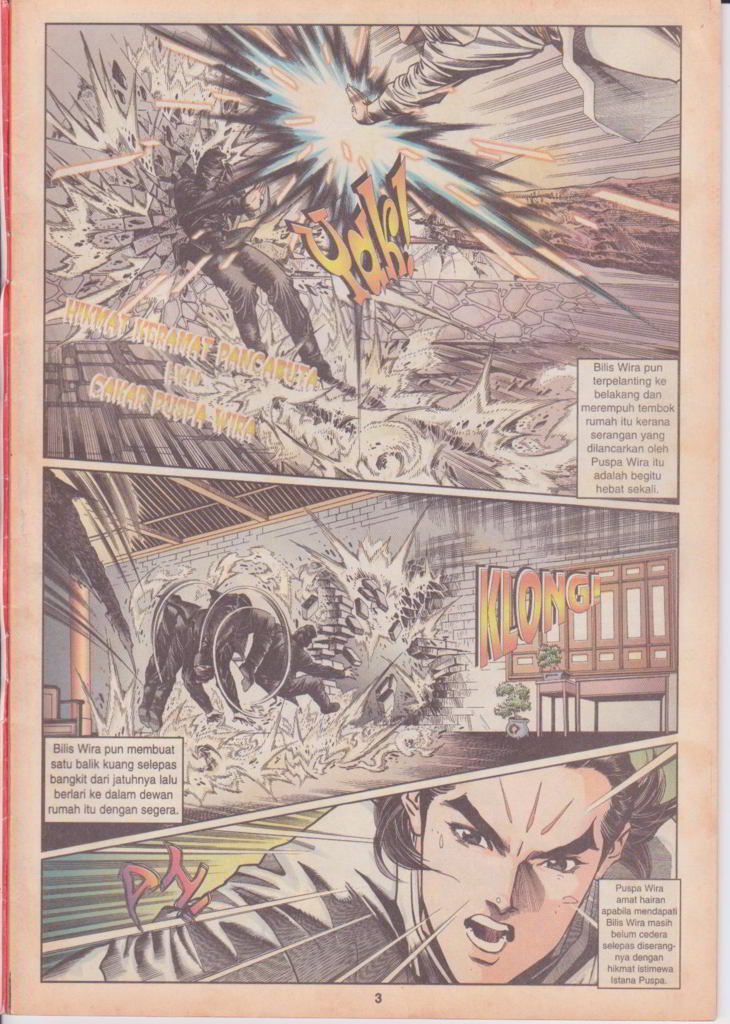 Yah!
HIKMAT KERAMAT PANCABUTA
LWN
CAKAR PUSPA WIRA
Bilis Wira pun
terpelanting ke
belakang dan
merempuh tembok
rumah itu kerana
serangan yang
dilancarkan oleh
Puspa Wira itu
adalah begitu
hebat sekali.
KLONG!
Bilis Wira pun membuat
satu balik kuang selepas
bangkit dari jatuhnya lalu
berlari ke dalam dewan
rumah itu dengan segera.
Puspa Wira
amat hairan
apabila mendapati
Bilis Wira masih
belum cedera
selepas diserang-
nya dengan
hikmat istimewa
Istana Puspa.
3